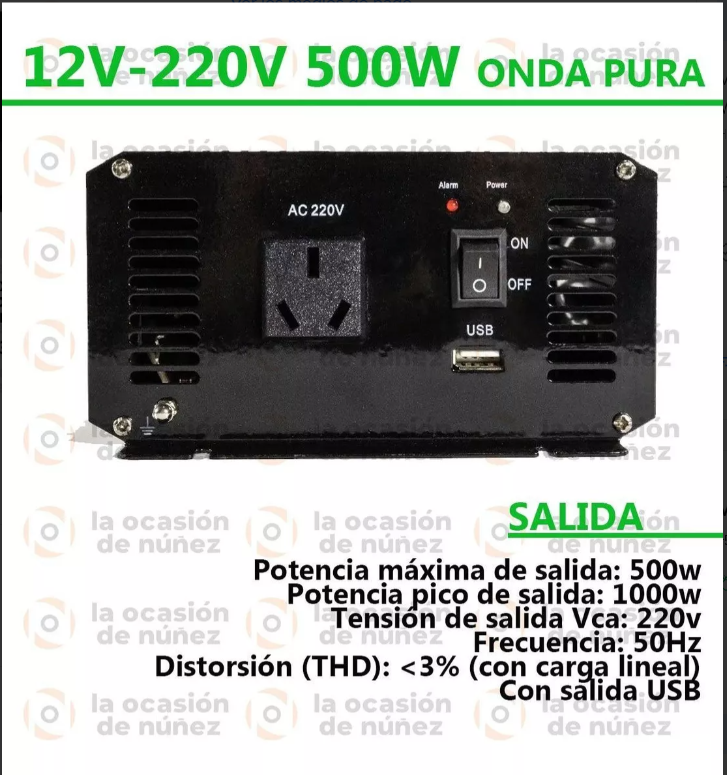 12V-220V 500W ONDA PURA
AC 220V
Alarm Power
ON
OFF
USB
SALIDA
Potencia máxima de salida: 500w
Potencia pico de salida: 1000w
Tensión de salida Vca: 220v
Frecuencia: 50Hz
Distorsión (THD): <3% (con carga lineal)
Con salida USB
la ocasión de núñez